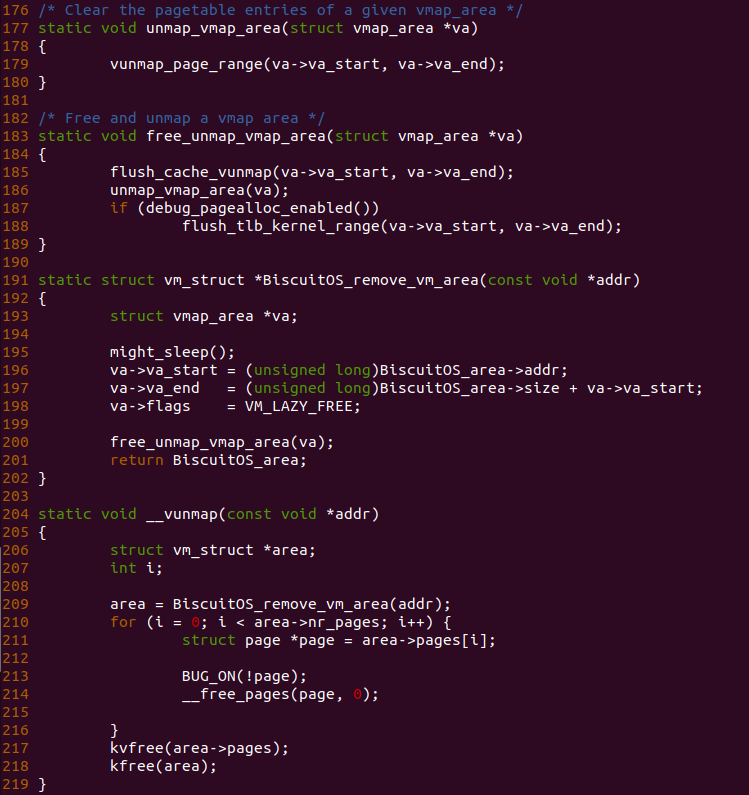 176 /* Clear the pagetable entries of a given vmap_area */
177 static void unmap_vmap_area(struct vmap_area *va)
178 {
179         vunmap_page_range(va->va_start, va->va_end);
180 }
181
182 /* Free and unmap a vmap area */
183 static void free_unmap_vmap_area(struct vmap_area *va)
184 {
185         flush_cache_vunmap(va->va_start, va->va_end);
186         unmap_vmap_area(va);
187         if (debug_pagealloc_enabled())
188                 flush_tlb_kernel_range(va->va_start, va->va_end);
189 }
190
191 static struct vm_struct *BiscuitOS_remove_vm_area(const void *addr)
192 {
193         struct vmap_area *va;
194
195         might_sleep();
196         va->va_start = (unsigned long)BiscuitOS_area->addr;
197         va->va_end   = (unsigned long)BiscuitOS_area->size + va->va_start;
198         va->flags    = VM_LAZY_FREE;
199
200         free_unmap_vmap_area(va);
201         return BiscuitOS_area;
202 }
203
204 static void __vunmap(const void *addr)
205 {
206         struct vm_struct *area;
207         int i;
208
209         area = BiscuitOS_remove_vm_area(addr);
210         for (i = 0; i < area->nr_pages; i++) {
211                 struct page *page = area->pages[i];
212
213                 BUG_ON(!page);
214                 __free_pages(page, 0);
215
216         }
217         kvfree(area->pages);
218         kfree(area);
219 }